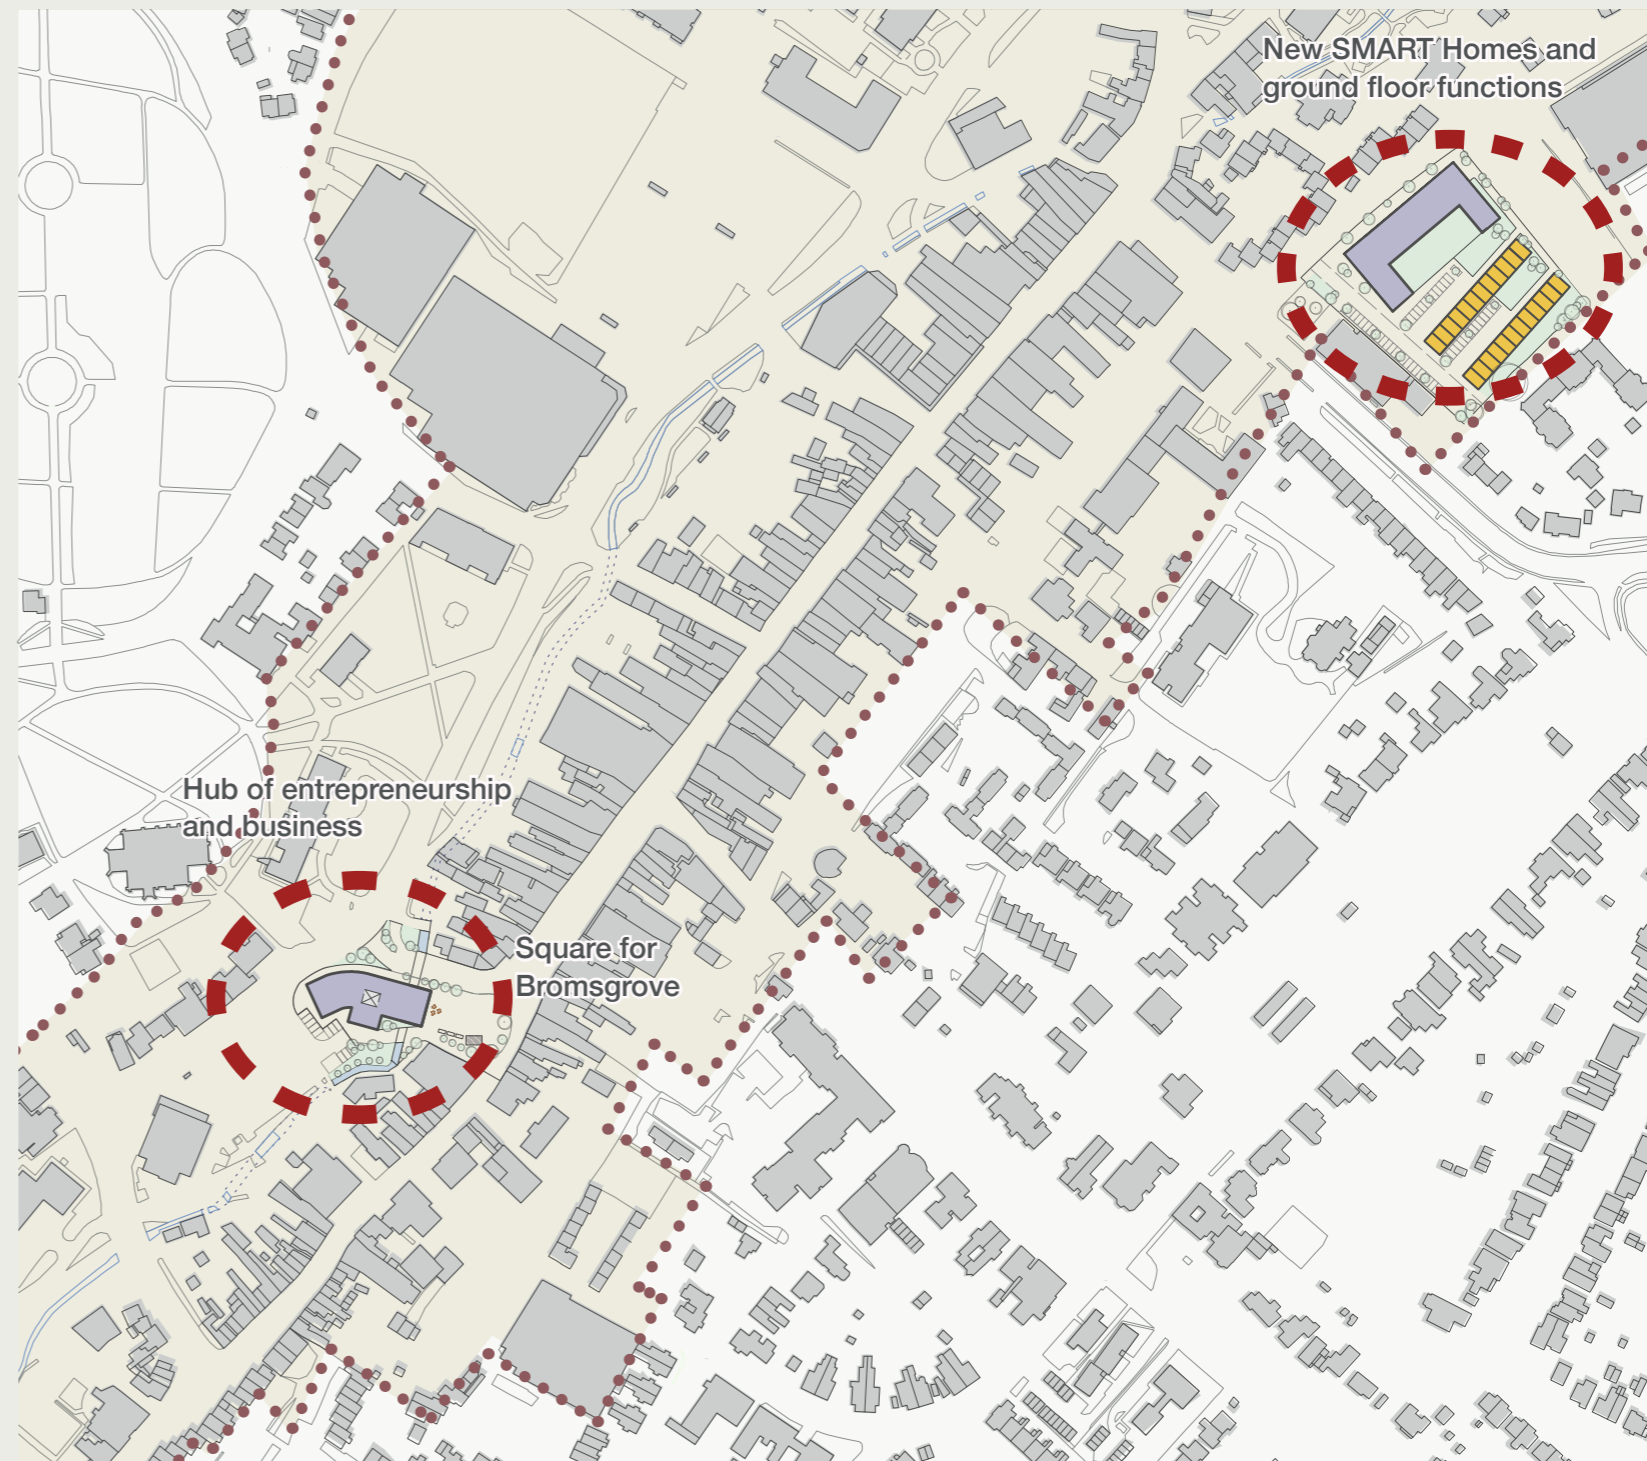 New SMART Homes and
ground floor functions
Hub of entrepreneurship
and business
Square for
Bromsgrove